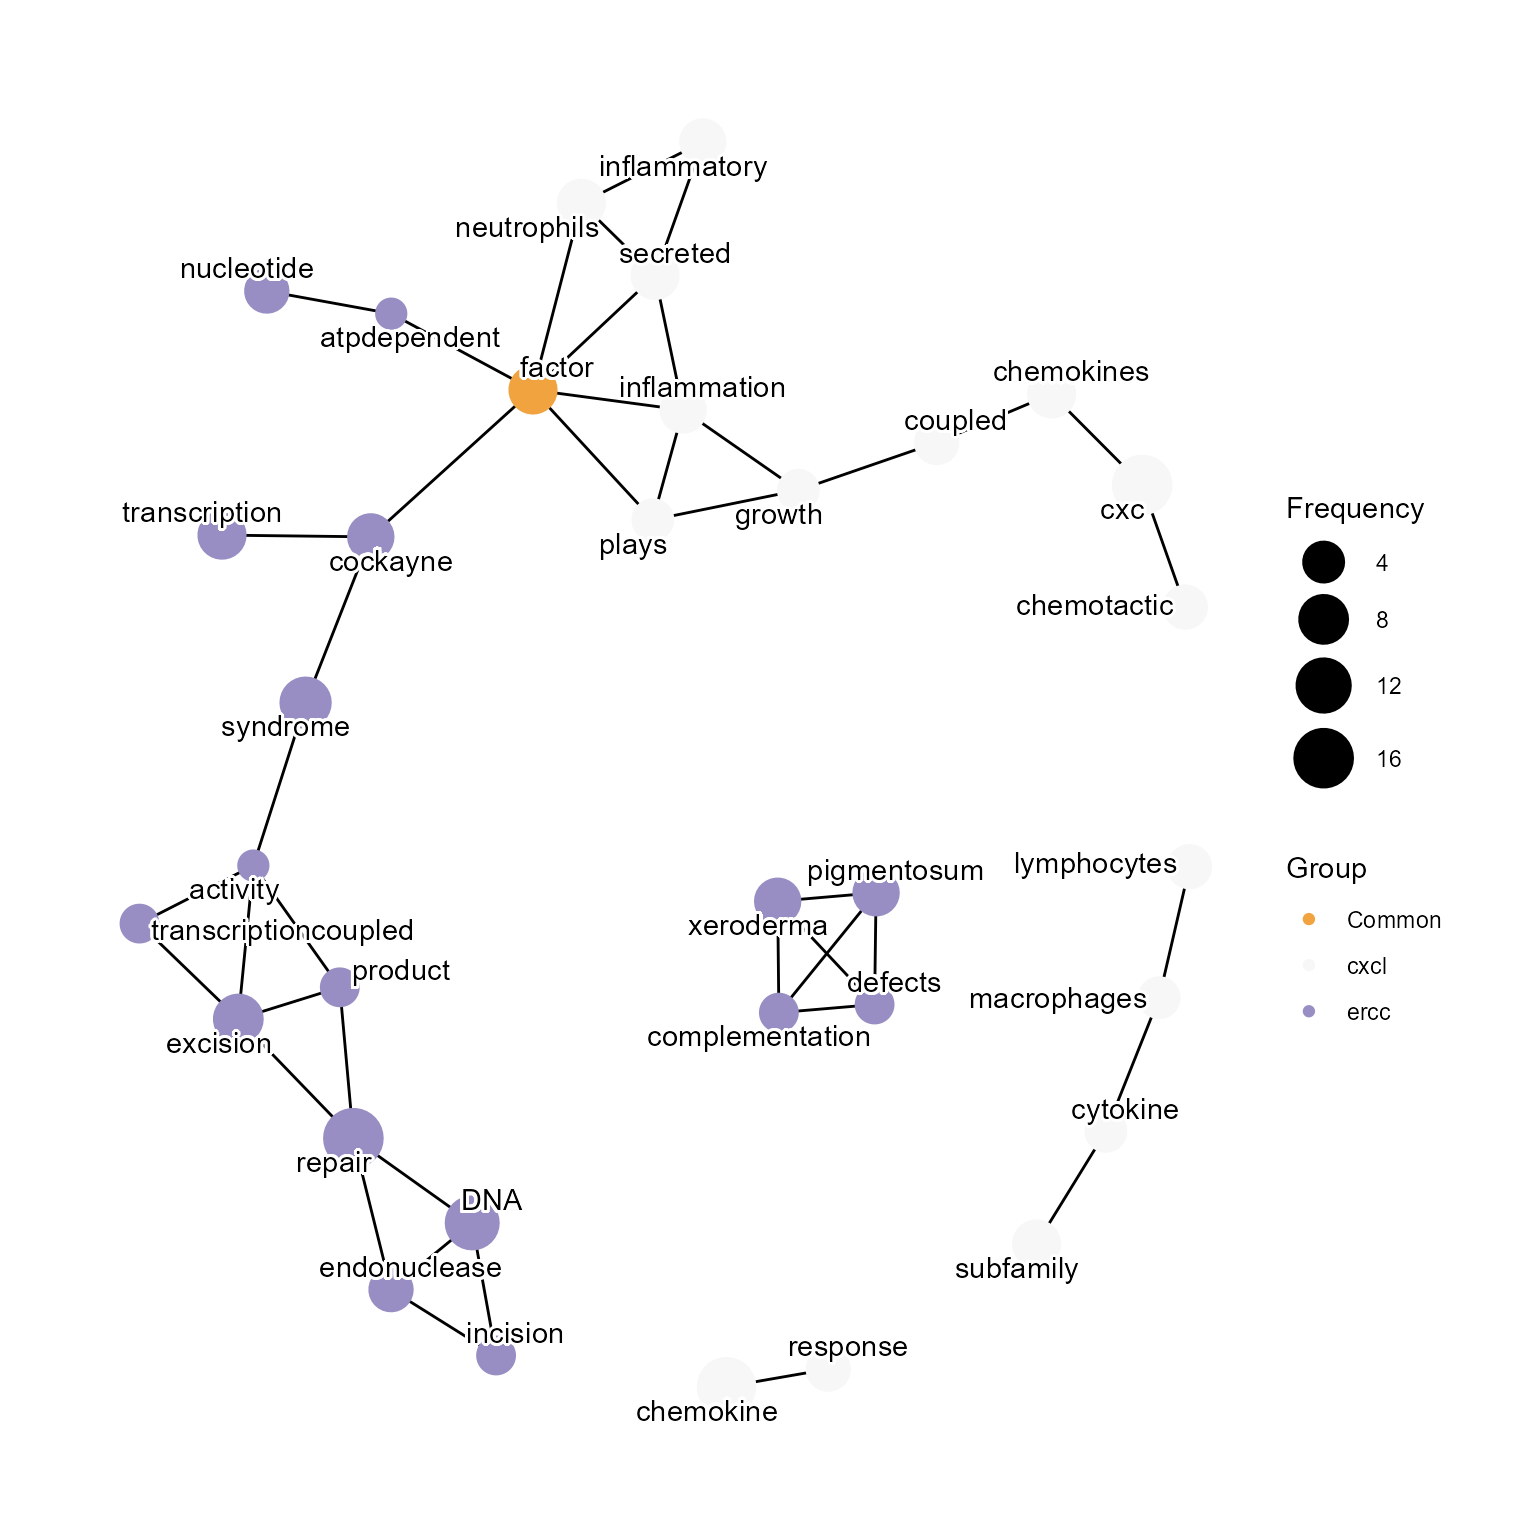 inflammatory
neutrophils
secreted
nucleotide
atpdependent
factor
inflammation
chemokines
coupled
cxc
growth
plays
transcription
cockayne
chemotactic
syndrome
activity
transcriptioncoupled
product
excision
repair
DNA
endonuclease
incision
pigmentosum
xeroderma
defects
complementation
lymphocytes
macrophages
cytokine
subfamily
response
chemokine
Frequency
4
8
12
16
Group
Common
cxcl
ercc